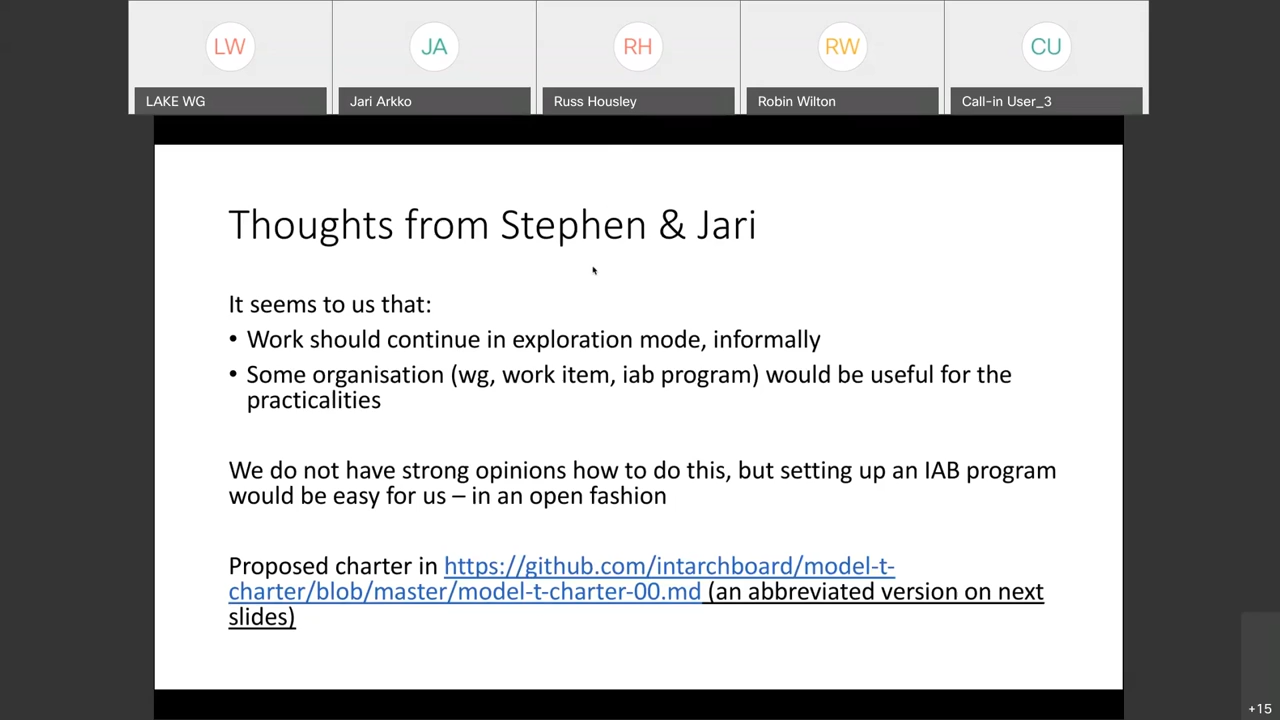 LW
JA
RH
RW
CU
LAKE WG
Jari Arkko
Russ Housley
Robin Wilton
Call-in User_3
Thoughts from Stephen & Jari
It seems to us that:
• Work should continue in exploration mode, informally
• Some organisation (wg, work item, iab program) would be useful for the
practicalities
We do not have strong opinions how to do this, but setting up an IAB program
would be easy for us – in an open fashion
Proposed charter in https://github.com/intarchboard/model-t-
charter/blob/master/model-t-charter-00.md (an abbreviated version on next
slides)
+15